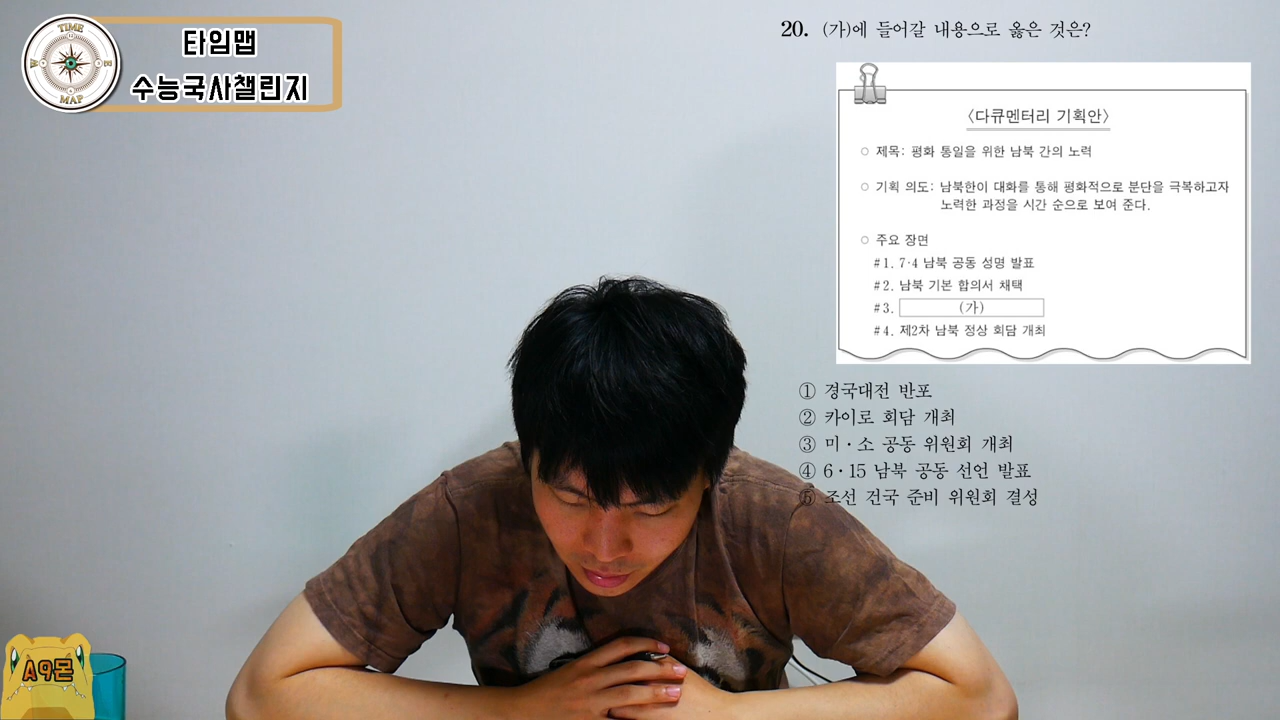 TIME
MAP
타임맵
수능국사챌린지
20. (가)에 들어갈 내용으로 옳은 것은?
〈다큐멘터리 기획안〉
○ 제목: 평화 통일을 위한 남북 간의 노력
○ 기획 의도: 남북한이 대화를 통해 평화적으로 분단을 극복하고자
노력한 과정을 시간 순으로 보여 준다.
○ 주요 장면
#1. 7·4 남북 공동 성명 발표
#2. 남북 기본 합의서 채택
#3. (가)
#4. 제2차 남북 정상 회담 개최
① 경국대전 반포
② 카이로 회담 개최
③ 미·소 공동 위원회 개최
④ 6·15 남북 공동 선언 발표
⑤ 조선 건국 준비 위원회 결성
A9몬